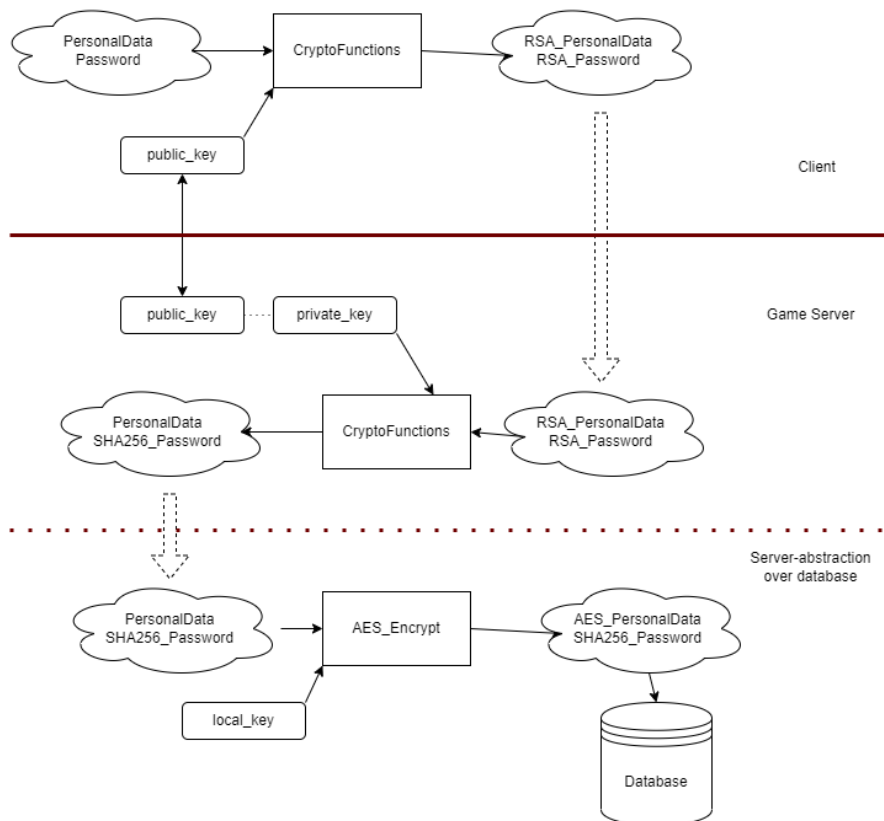 PersonalData
Password
CryptoFunctions
RSA_PersonalData
RSA_Password
public_key
Client
public_key
private_key
Game Server
PersonalData
SHA256_Password
CryptoFunctions
RSA_PersonalData
RSA_Password
Server-abstraction
over database
PersonalData
SHA256_Password
AES_Encrypt
AES_PersonalData
SHA256_Password
local_key
Database